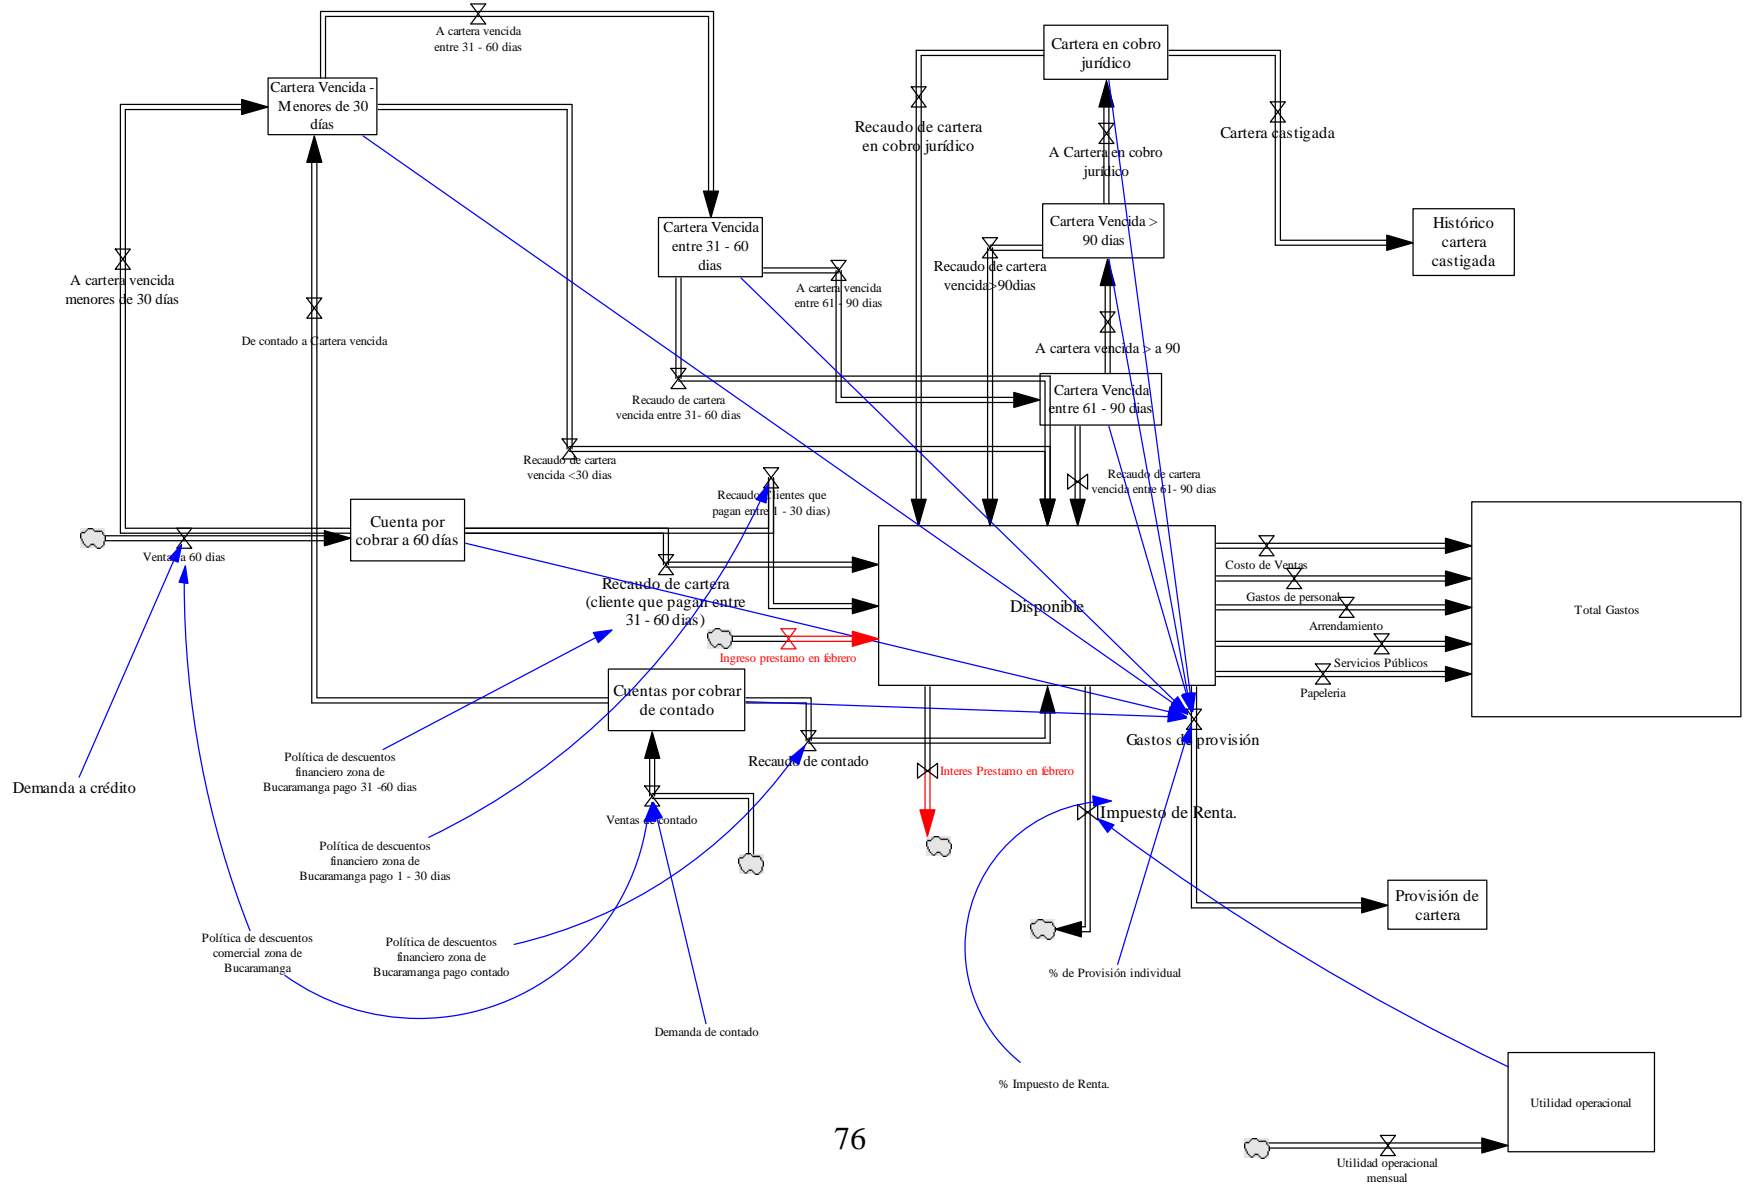 A cartera vencida
entre 31 - 60 dias
Cartera en cobro
jurídico
Cartera Vencida -
Menores de 30
días
Recaudo de cartera
en cobro jurídico
Cartera castigada
A Cartera en cobro
jurídico
Cartera Vencida
entre 31 - 60
dias
Cartera Vencida >
90 dias
Histórico
cartera
castigada
A cartera vencida
menores de 30 días
A cartera vencida
entre 61 - 90 dias
Recaudo de cartera
vencida>90dias
De contado a Cartera vencida
A cartera vencida > a 90
Recaudo de cartera
vencida entre 31- 60 dias
Cartera Vencida
entre 61 - 90 dias
Recaudo de cartera
vencida <30 dias
Recaudo Clientes que
pagan entre 1 - 30 dias)
Recaudo de cartera
vencida entre 61- 90 dias
Cuenta por
cobrar a 60 días
Ventas a 60 dias
Recaudo de cartera
(cliente que pagan entre
31 - 60 dias)
Disponible
Costo de Ventas
Gastos de personal
Arrendamiento
Servicios Públicos
Papeleria
Total Gastos
Ingreso prestamo en febrero
Cuentas por cobrar
de contado
Gastos de provisión
Recaudo de contado
Interes Prestamo en febrero
Política de descuentos
financiero zona de
Bucaramanga pago 31 -60 dias
Demanda a crédito
Ventas de contado
Impuesto de Renta.
Política de descuentos
financiero zona de
Bucaramanga pago 1 - 30 dias
Provisión de
cartera
Política de descuentos
comercial zona de
Bucaramanga
Política de descuentos
financiero zona de
Bucaramanga pago contado
% de Provisión individual
Demanda de contado
% Impuesto de Renta.
Utilidad operacional
76
Utilidad operacional
mensual